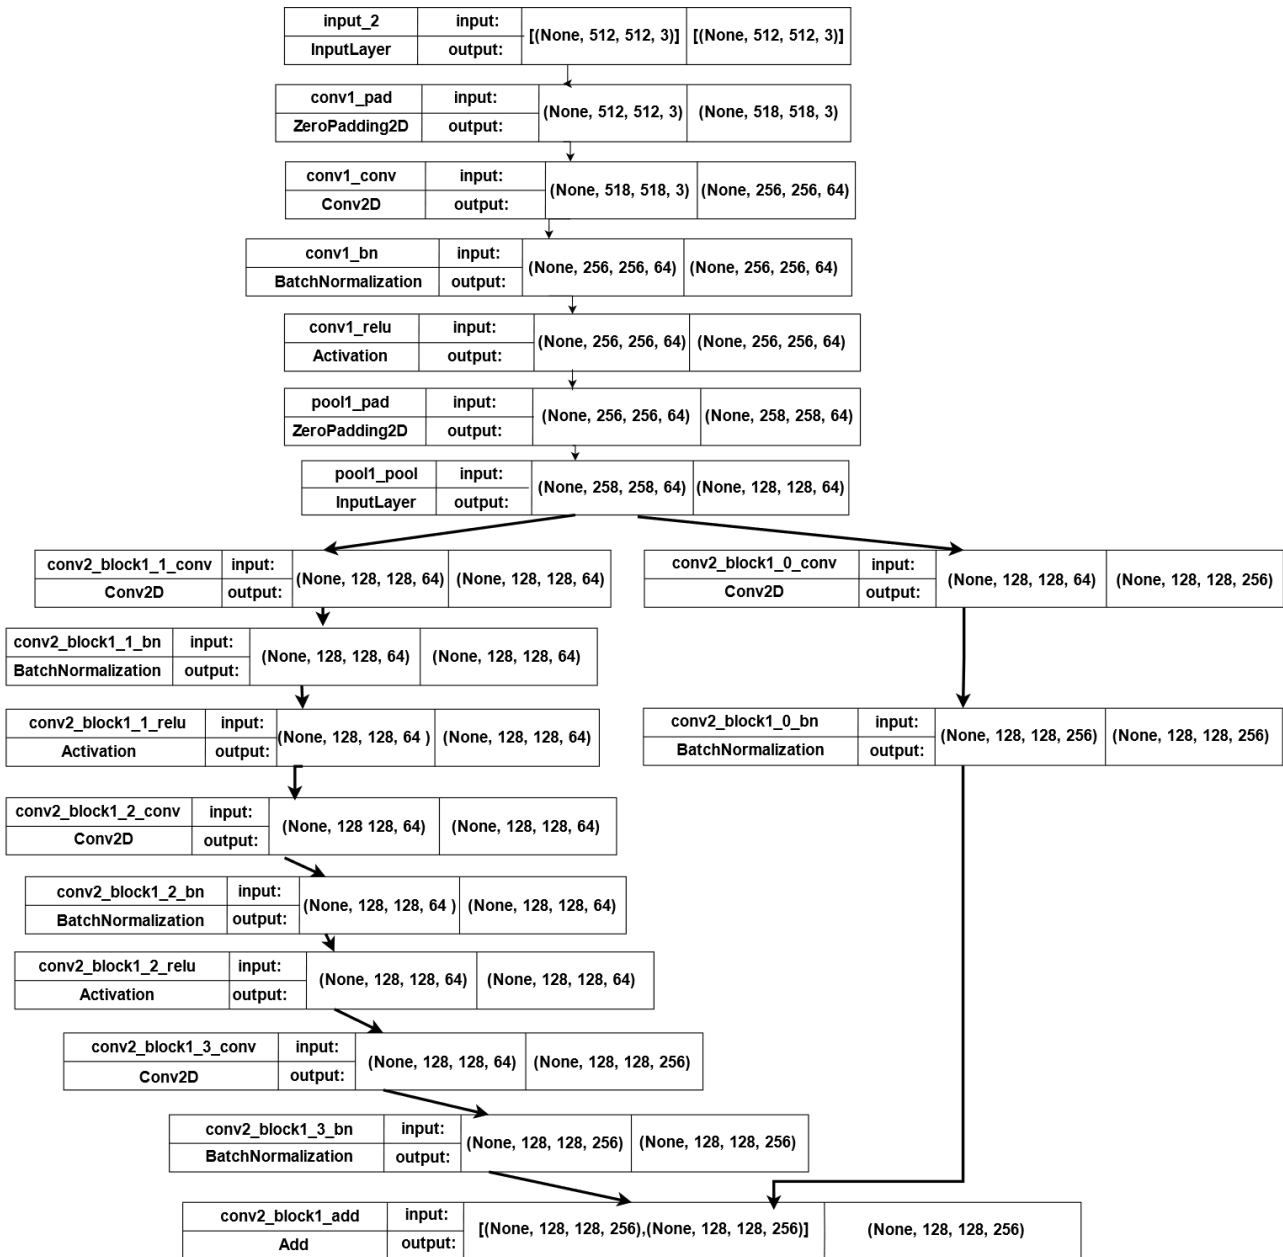 input_2 input: [(None, 512, 512, 3)] [(None, 512, 512, 3)]
InputLayer output:
conv1_pad input: (None, 512, 512, 3) (None, 518, 518, 3)
ZeroPadding2D output:
conv1_conv input: (None, 518, 518, 3) (None, 256, 256, 64)
Conv2D output:
conv1_bn input: (None, 256, 256, 64) (None, 256, 256, 64)
BatchNormalization output:
conv1_relu input: (None, 256, 256, 64) (None, 256, 256, 64)
Activation output:
pool1_pad input: (None, 256, 256, 64) (None, 258, 258, 64)
ZeroPadding2D output:
pool1_pool input: (None, 258, 258, 64) (None, 128, 128, 64)
InputLayer output:
conv2_block1_1_conv input: (None, 128, 128, 64) (None, 128, 128, 64)
Conv2D output:
conv2_block1_0_conv input: (None, 128, 128, 64) (None, 128, 128, 256)
Conv2D output:
conv2_block1_1_bn input: (None, 128, 128, 64) (None, 128, 128, 64)
BatchNormalization output:
conv2_block1_1_relu input: (None, 128, 128, 64 ) (None, 128, 128, 64)
Activation output:
conv2_block1_0_bn input: (None, 128, 128, 256) (None, 128, 128, 256)
BatchNormalization output:
conv2_block1_2_conv input: (None, 128 128, 64) (None, 128, 128, 64)
Conv2D output:
conv2_block1_2_bn input: (None, 128, 128, 64 ) (None, 128, 128, 64)
BatchNormalization output:
conv2_block1_2_relu input: (None, 128, 128, 64) (None, 128, 128, 64)
Activation output:
conv2_block1_3_conv input: (None, 128, 128, 64) (None, 128, 128, 256)
Conv2D output:
conv2_block1_3_bn input: (None, 128, 128, 256) (None, 128, 128, 256)
BatchNormalization output:
conv2_block1_add input: [(None, 128, 128, 256),(None, 128, 128, 256)] (None, 128, 128, 256)
Add output: